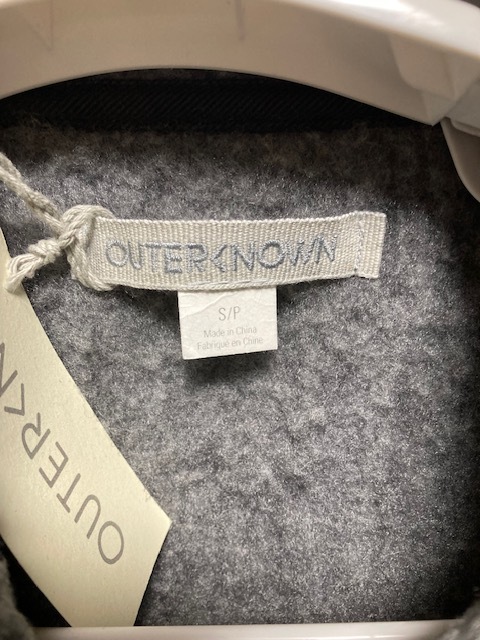 OUTERKNOWN
S/P
Made in China
Fabriqué en Chine
OUTERKN